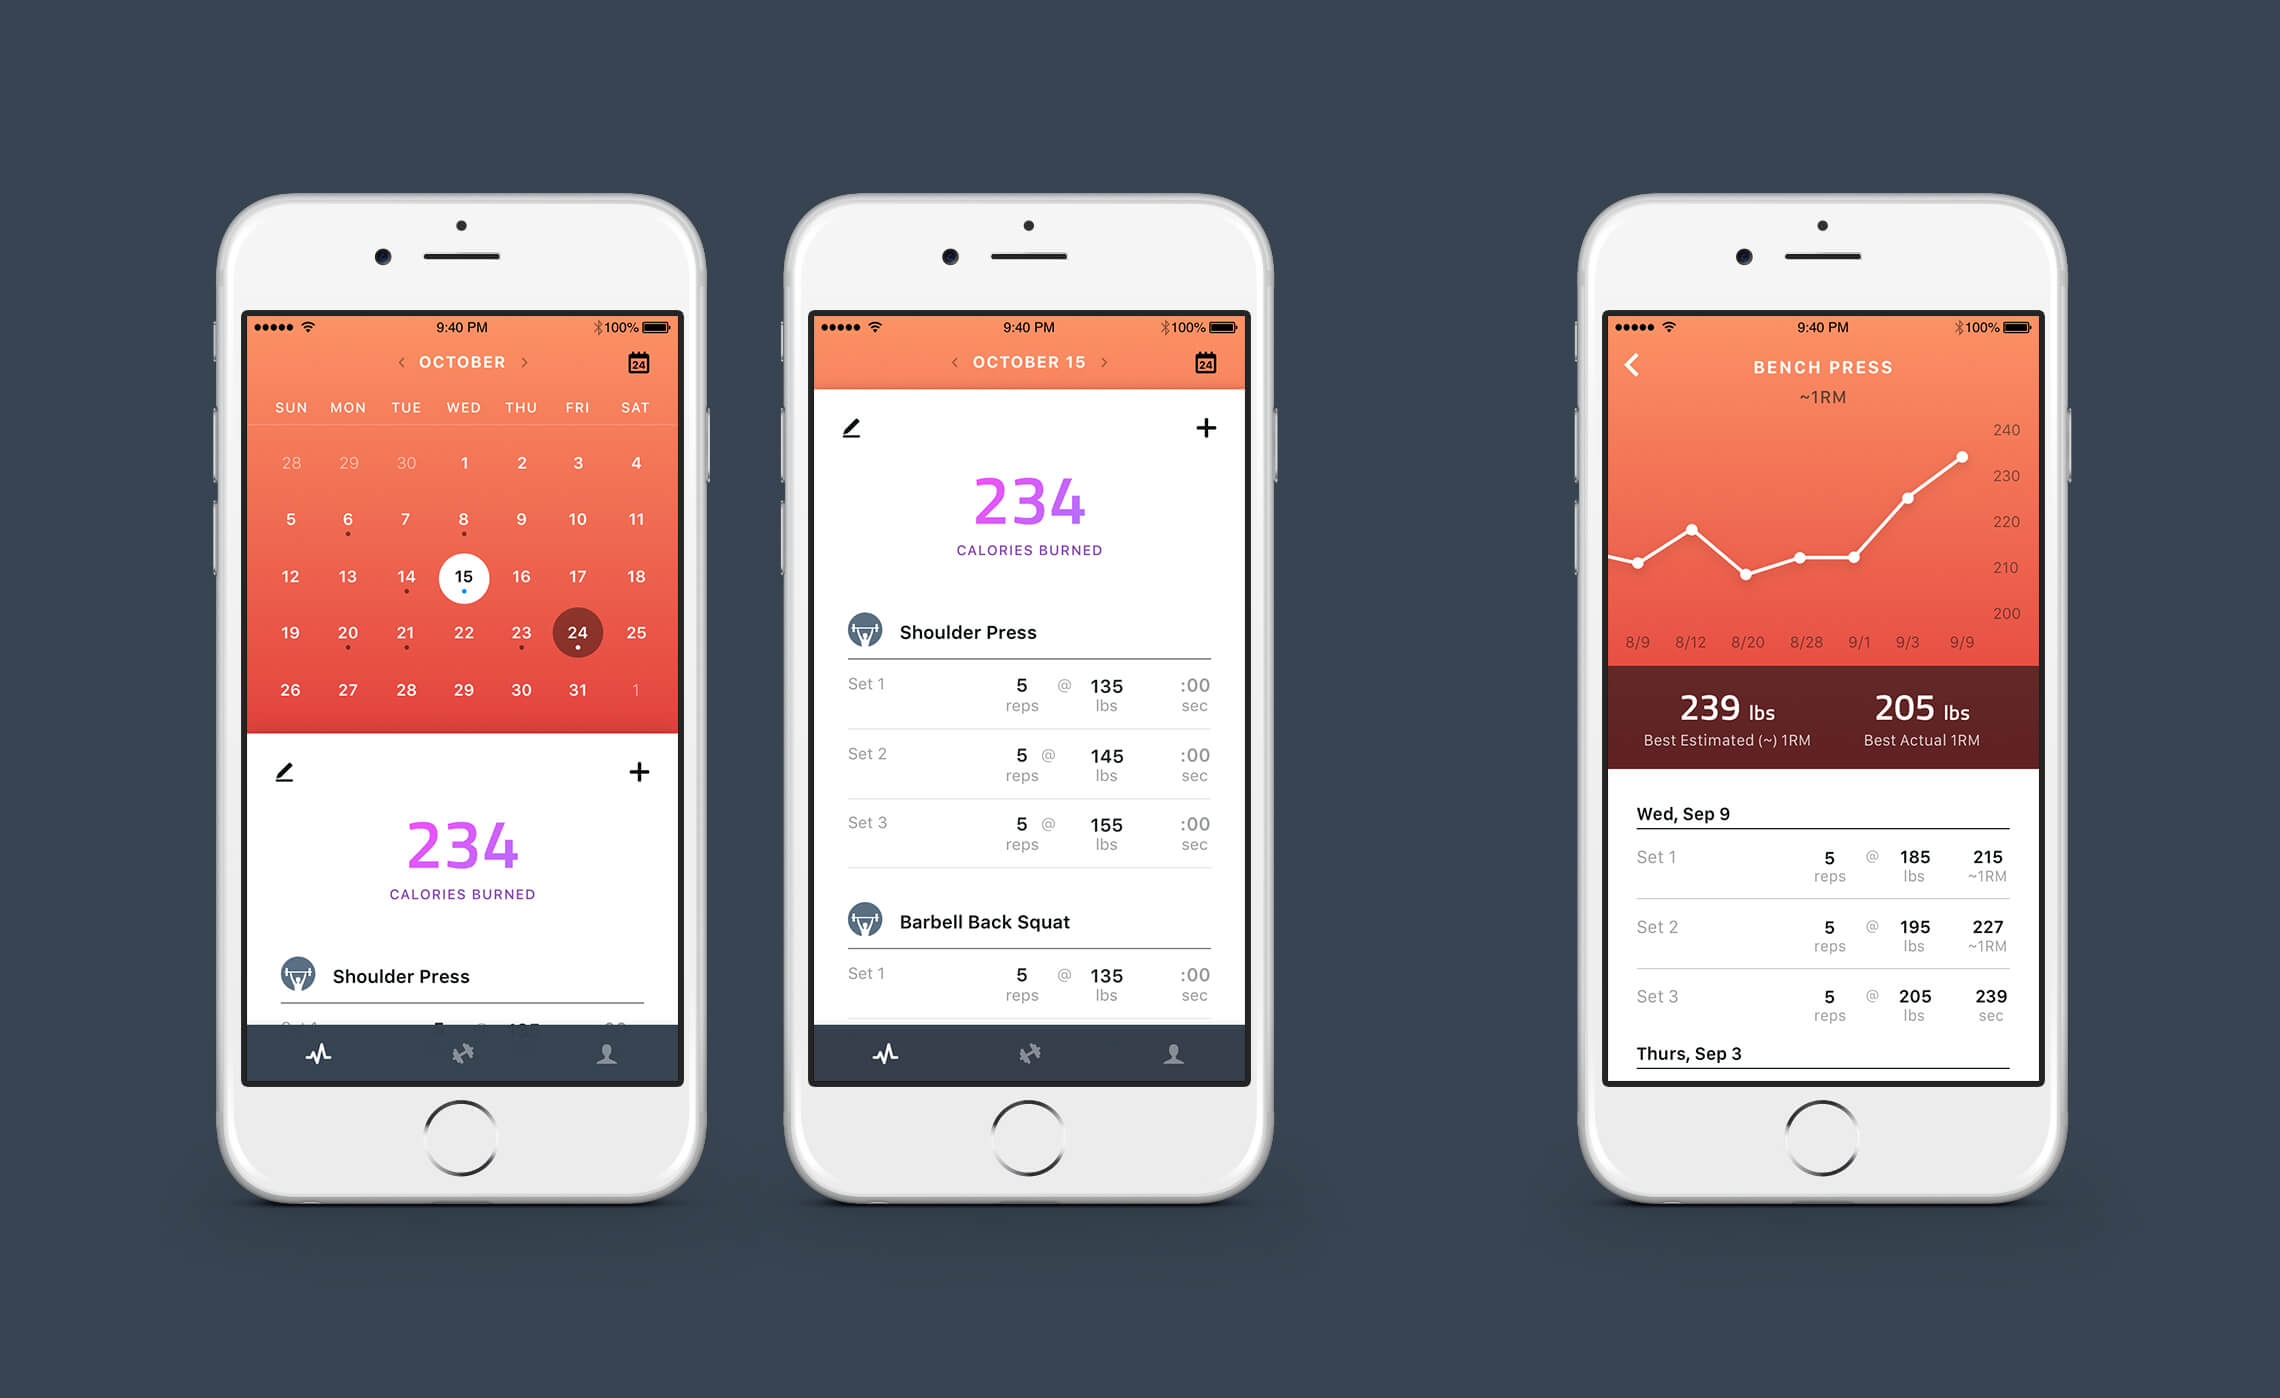 9:40 PM 100%
OCTOBER 24
SUN MON TUE WED THU FRI SAT
28 29 30 1 2 3 4
5 6 7 8 9 10 11
12 13 14 15 16 17 18
19 20 21 22 23 24 25
26 27 28 29 30 31 1
234
CALORIES BURNED
Shoulder Press
9:40 PM 100%
OCTOBER 15 24
234
CALORIES BURNED
Shoulder Press
Set 1 5 @ 135 :00
reps lbs sec
Set 2 5 @ 145 :00
reps lbs sec
Set 3 5 @ 155 :00
reps lbs sec
Barbell Back Squat
Set 1 5 @ 135 :00
reps lbs sec
9:40 PM 100%
BENCH PRESS
~1RM
240
230
220
210
200
8/9 8/12 8/20 8/28 9/1 9/3 9/9
239 lbs 205 lbs
Best Estimated (~) 1RM Best Actual 1RM
Wed, Sep 9
Set 1 5 @ 185 215
reps lbs ~1RM
Set 2 5 @ 195 227
reps lbs ~1RM
Set 3 5 @ 205 239
reps lbs sec
Thurs, Sep 3